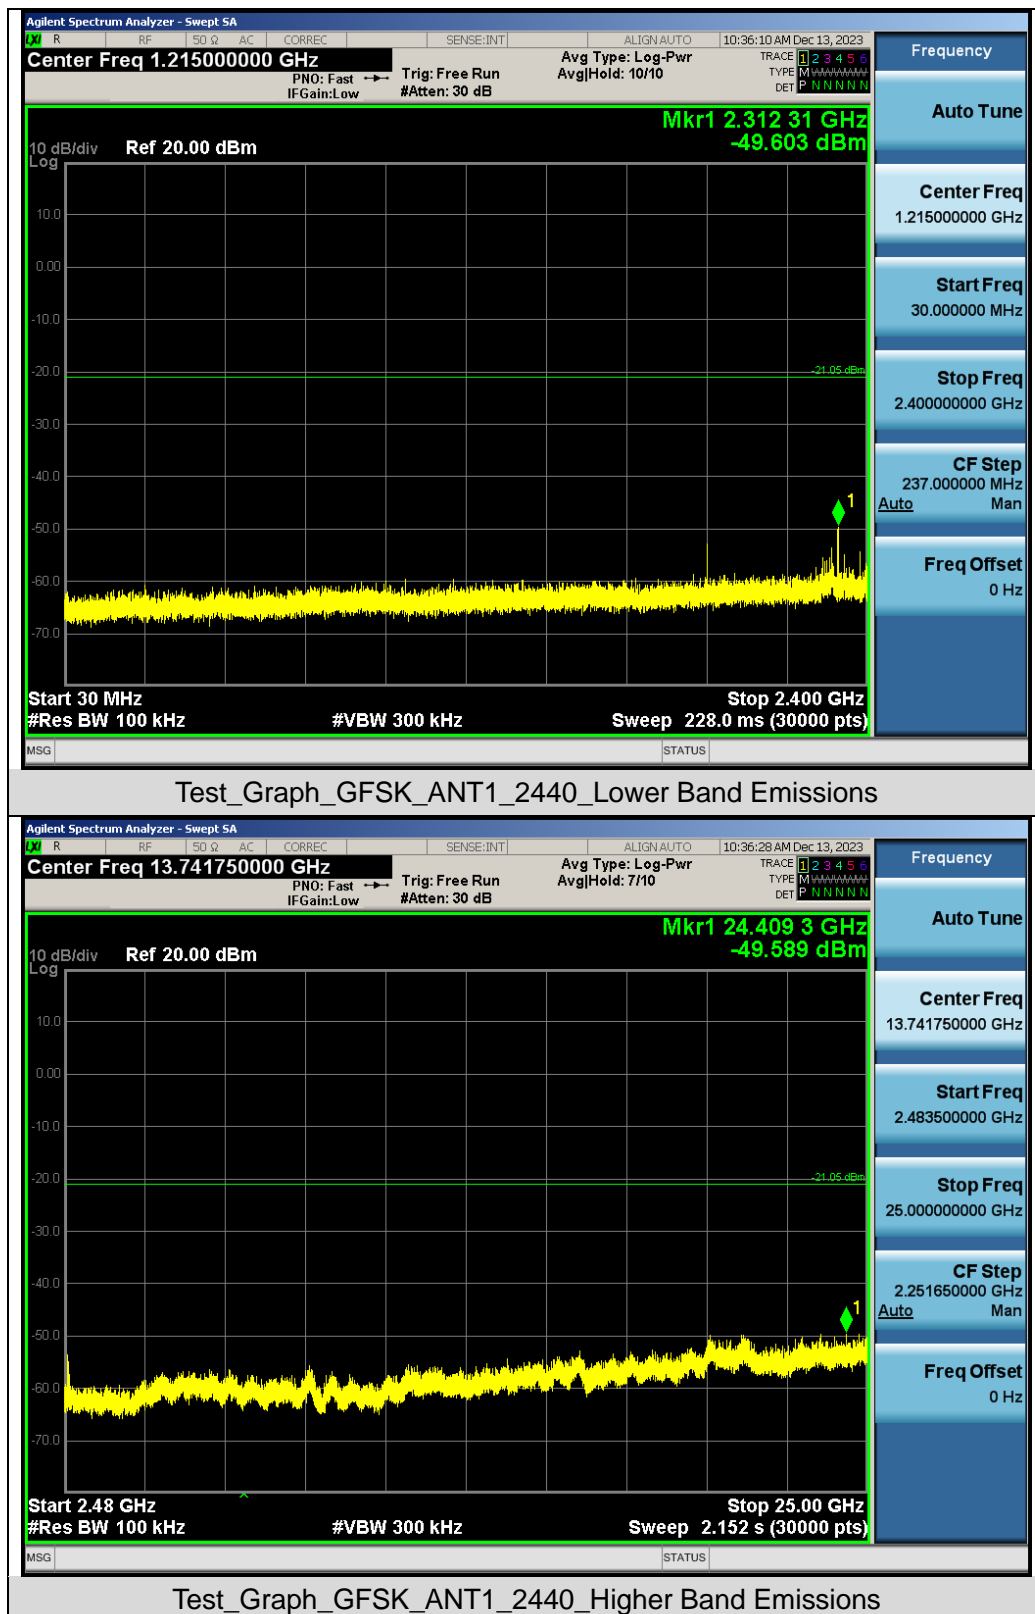 Agilent Spectrum Analyzer - Swept SA
LXI R RF 50 Ω AC CORREC SENSE:INT ALIGN AUTO 10:36:10 AM Dec 13, 2023
Center Freq 1.215000000 GHz
PNO: Fast
IFGain:Low
Trig: Free Run
#Atten: 30 dB
Avg Type: Log-Pwr
Avg|Hold: 10/10
TRACE 1 2 3 4 5 6
TYPE M WWWWW
DET P N N N N N
Mkr1 2.312 31 GHz
-49.603 dBm
10 dB/div Ref 20.00 dBm
Log
10.0
0.00
-10.0
-20.0
-21.05 dBm
-30.0
-40.0
1
-50.0
-60.0
-70.0
Start 30 MHz Stop 2.400 GHz
#Res BW 100 kHz #VBW 300 kHz Sweep 228.0 ms (30000 pts)
MSG STATUS
Frequency
Auto Tune
Center Freq
1.215000000 GHz
Start Freq
30.000000 MHz
Stop Freq
2.400000000 GHz
CF Step
237.000000 MHz
Auto Man
Freq Offset
0 Hz
Test_Graph_GFSK_ANT1_2440_Lower Band Emissions
Agilent Spectrum Analyzer - Swept SA
LXI R RF 50 Ω AC CORREC SENSE:INT ALIGN AUTO 10:36:28 AM Dec 13, 2023
Center Freq 13.741750000 GHz
PNO: Fast
IFGain:Low
Trig: Free Run
#Atten: 30 dB
Avg Type: Log-Pwr
Avg|Hold: 7/10
TRACE 1 2 3 4 5 6
TYPE M WWWWW
DET P N N N N N
Mkr1 24.409 3 GHz
-49.589 dBm
10 dB/div Ref 20.00 dBm
Log
10.0
0.00
-10.0
-20.0
-21.05 dBm
-30.0
-40.0
1
-50.0
-60.0
-70.0
Start 2.48 GHz Stop 25.00 GHz
#Res BW 100 kHz #VBW 300 kHz Sweep 2.152 s (30000 pts)
MSG STATUS
Frequency
Auto Tune
Center Freq
13.741750000 GHz
Start Freq
2.483500000 GHz
Stop Freq
25.000000000 GHz
CF Step
2.251650000 GHz
Auto Man
Freq Offset
0 Hz
Test_Graph_GFSK_ANT1_2440_Higher Band Emissions